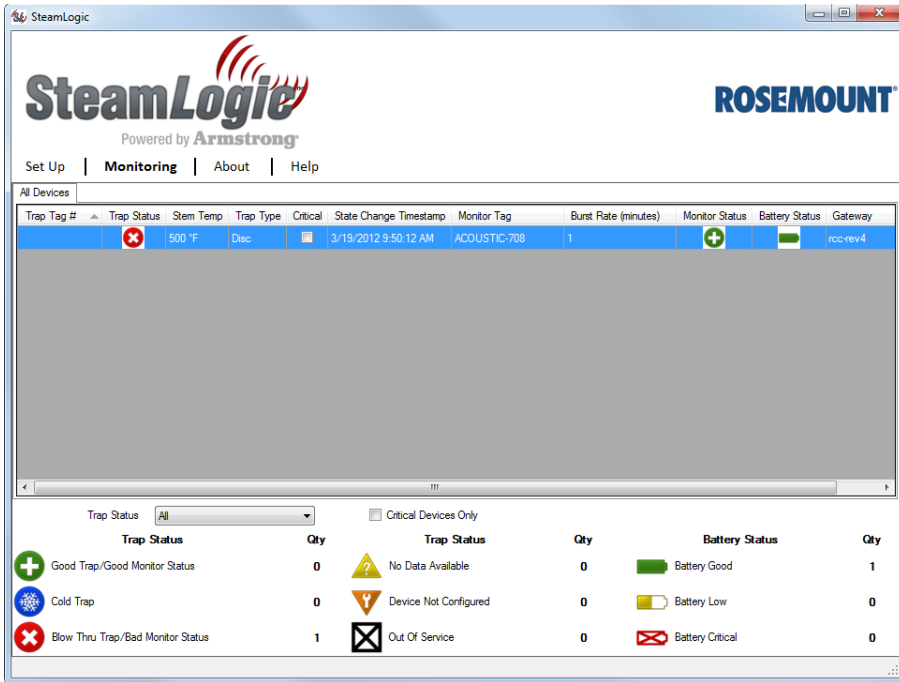 SteamLogic
SteamLogic™
Powered by Armstrong®
ROSEMOUNT®
Set Up | Monitoring | About | Help
All Devices
Trap Tag # Trap Status Stem Temp Trap Type Critical State Change Timestamp Monitor Tag Burst Rate (minutes) Monitor Status Battery Status Gateway
500 °F Disc 3/19/2012 9:50:12 AM ACOUSTIC-708 1 rcc-rev4
Trap Status All Critical Devices Only
Trap Status Qty Trap Status Qty Battery Status Qty
Good Trap/Good Monitor Status 0 No Data Available 0 Battery Good 1
Cold Trap 0 Device Not Configured 0 Battery Low 0
Blow Thru Trap/Bad Monitor Status 1 Out Of Service 0 Battery Critical 0